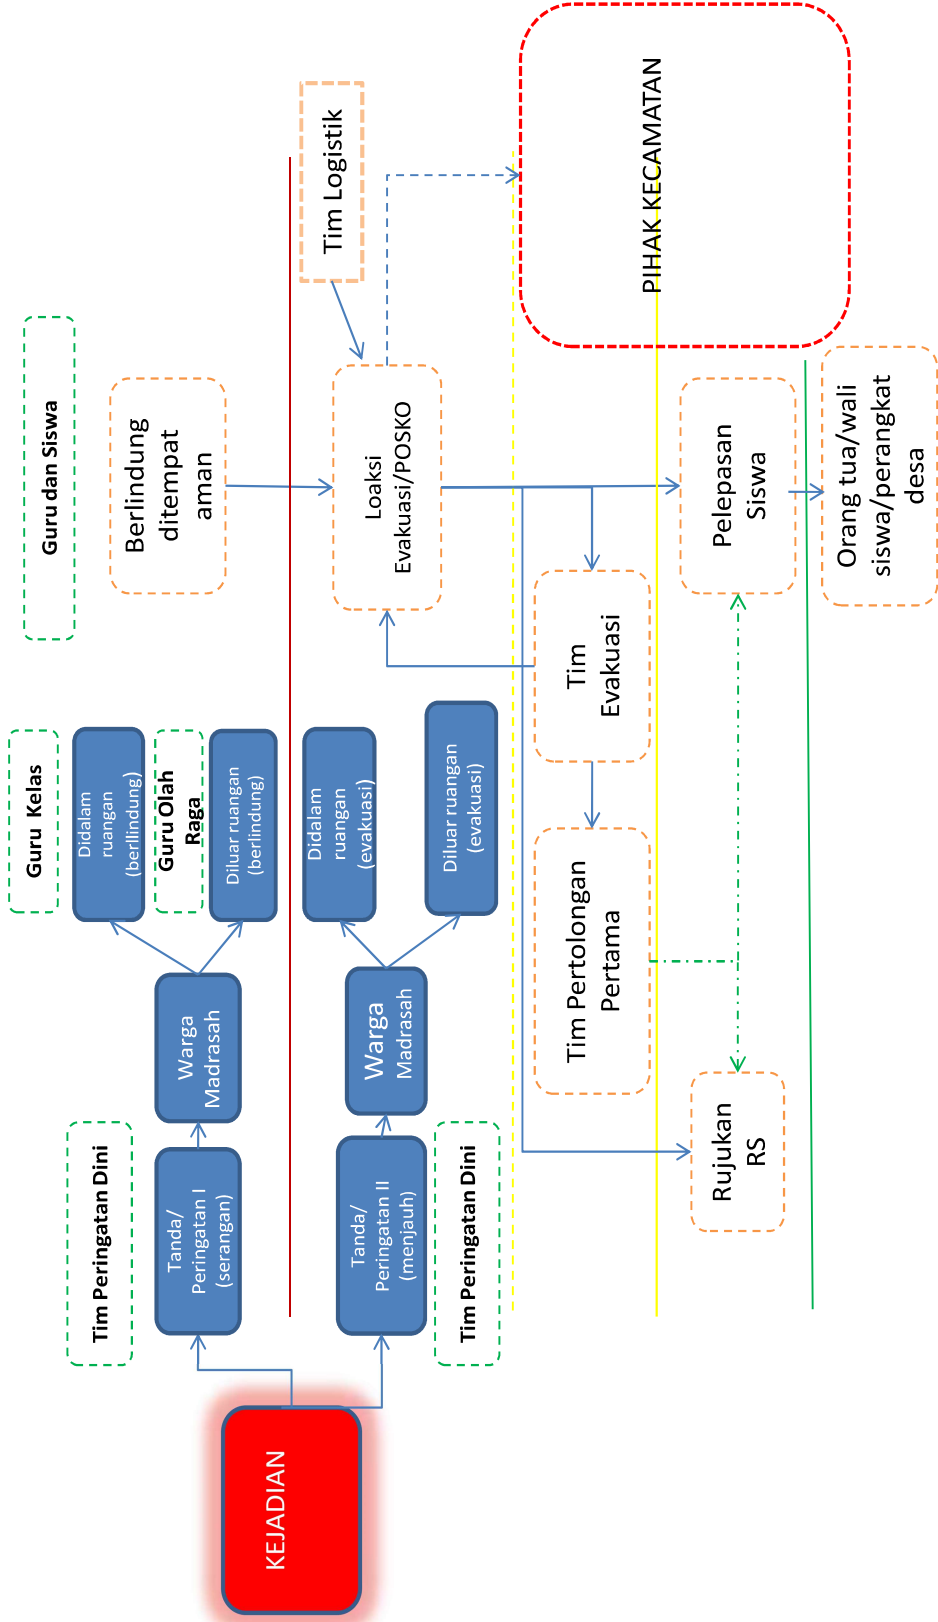 Guru dan Siswa
Guru  Kelas
Tim Peringatan Dini
Didalam
ruangan
(berllindung)
Berlindung
ditempat
aman
Guru Olah
Raga
Tanda/
Peringatan I
(serangan)
Warga
Madrasah
Diluar ruangan
(berlindung)
KEJADIAN
Tim Logistik
Didalam
ruangan
(evakuasi)
Tanda/
Peringatan II
(menjauh)
Warga
Madrasah
Loaksi
Evakuasi/POSKO
Diluar ruangan
(evakuasi)
Tim Peringatan Dini
Tim Pertolongan
Pertama
Tim
Evakuasi
PIHAK KECAMATAN
Rujukan
RS
Pelepasan
Siswa
Orang tua/wali
siswa/perangkat
desa